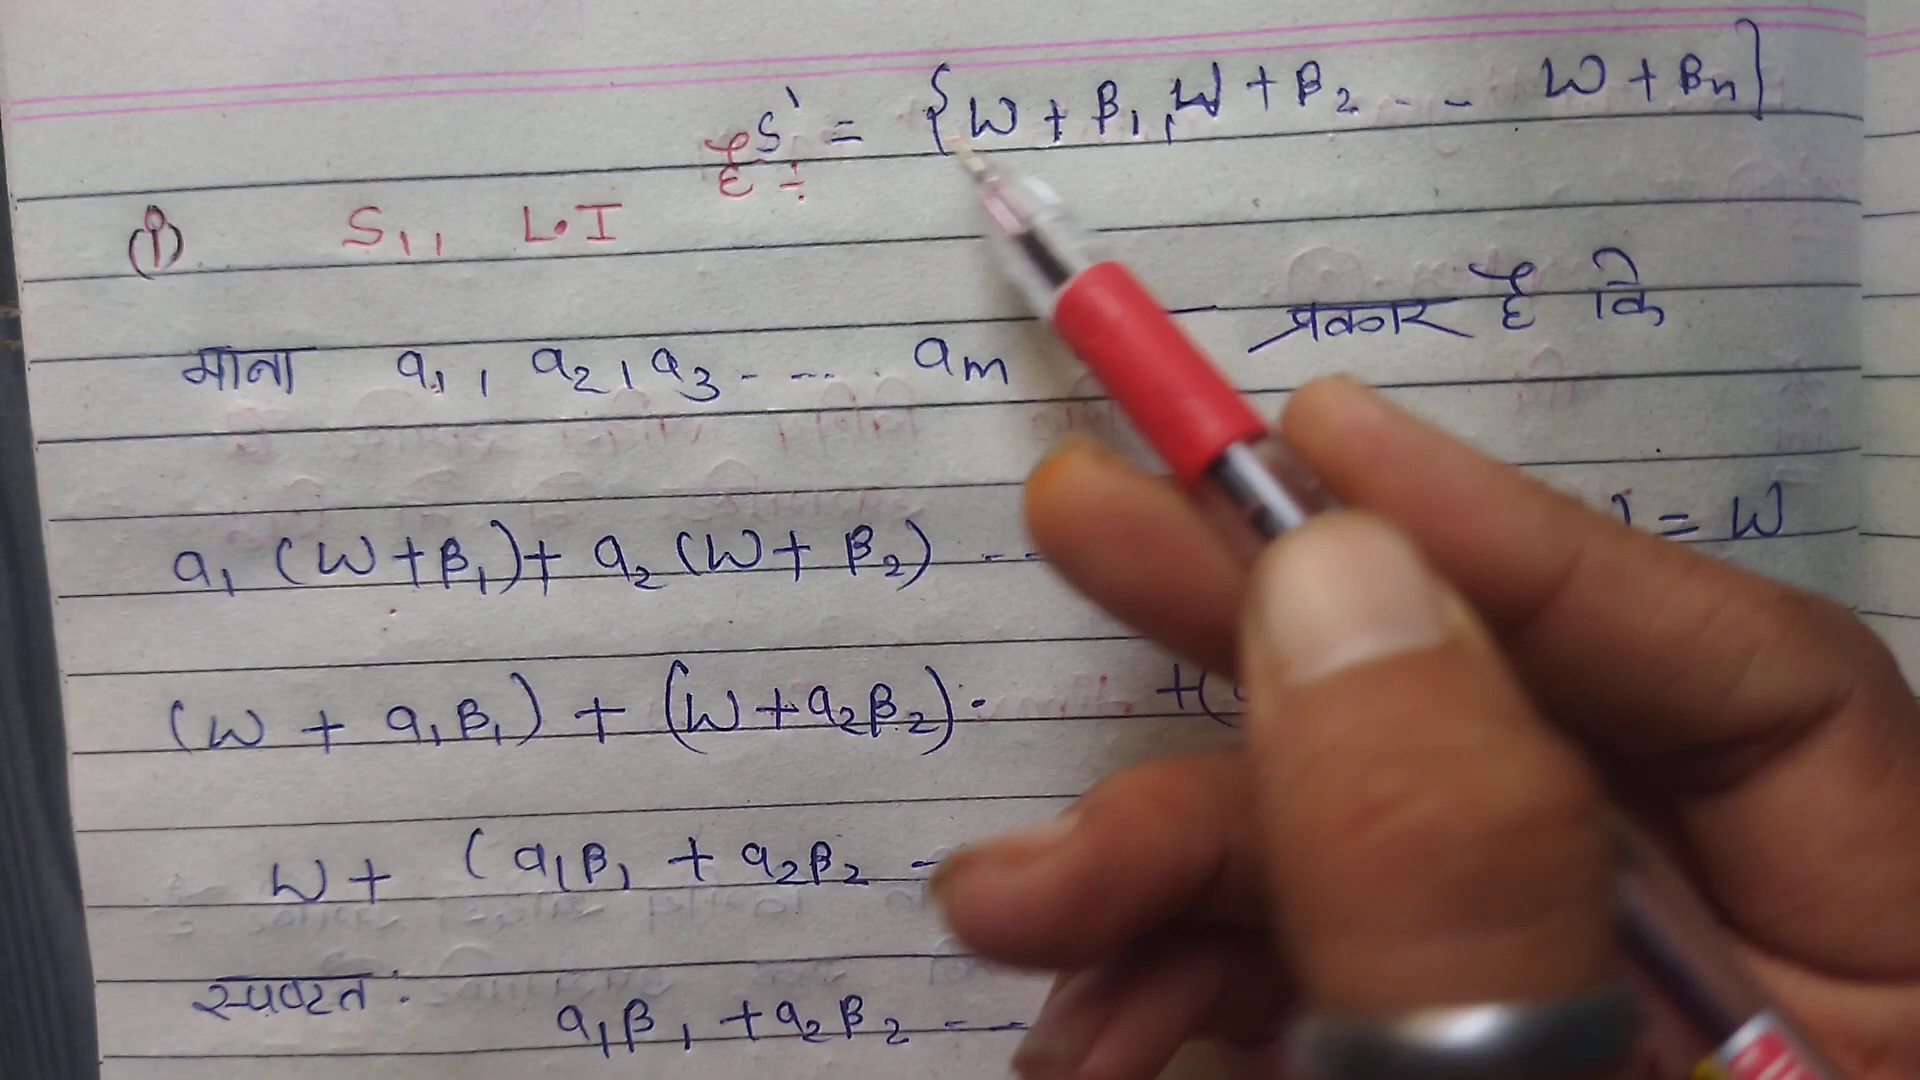 S' = {W + β₁, W + β₂ - - W + βn}
है ÷
(i) S₁, L.I
माना a₁, a₂, a₃ - --- . am प्रकार है कि
a₁ (W+β₁) + a₂ (W + β₂) -- ) = W
(W + a₁β₁) + (W + a₂β₂) . +(
W + (a₁β₁ + a₂β₂ -
स्पष्टत :
a₁β₁ + a₂β₂ --